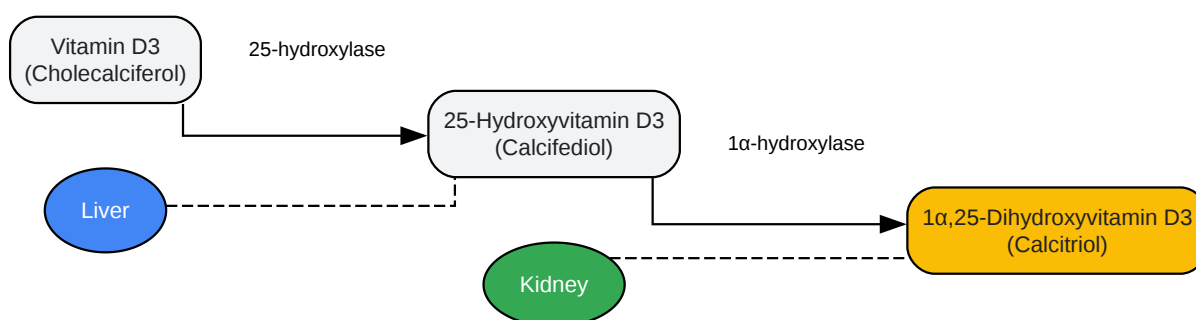 Vitamin D3
(Cholecalciferol)
25-hydroxylase
25-Hydroxyvitamin D3
(Calcifediol)
1α-hydroxylase
Liver
1α,25-Dihydroxyvitamin D3
(Calcitriol)
Kidney